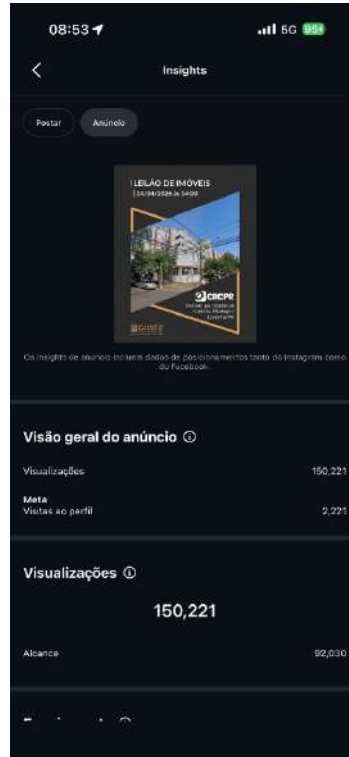 08:53
5G 95
Insights
Postar
Anúncio
LEILÃO DE IMÓVEIS
CRCPR
Os insights de anúncio incluem dados de posicionamentos tanto do Instagram como
do Facebook.
Visão geral do anúncio
Visualizações 150,221
Meta
Visitas ao perfil 2,221
Visualizações
150,221
Alcance 92,030